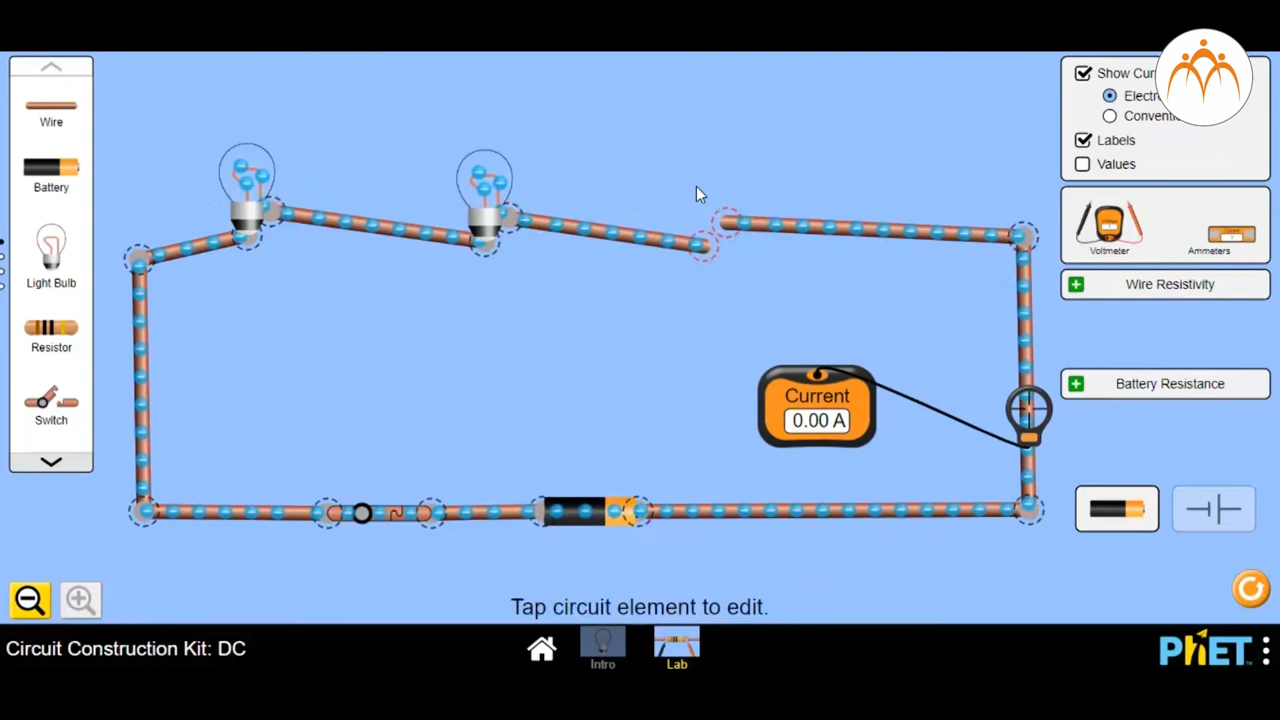 Wire
Battery
Light Bulb
Resistor
Switch
Show Cur
Electro
Conventi
Labels
Values
Voltmeter
Ammeters
Wire Resistivity
Battery Resistance
Current
0.00 A
Tap circuit element to edit.
Circuit Construction Kit: DC
Intro
Lab
PhET